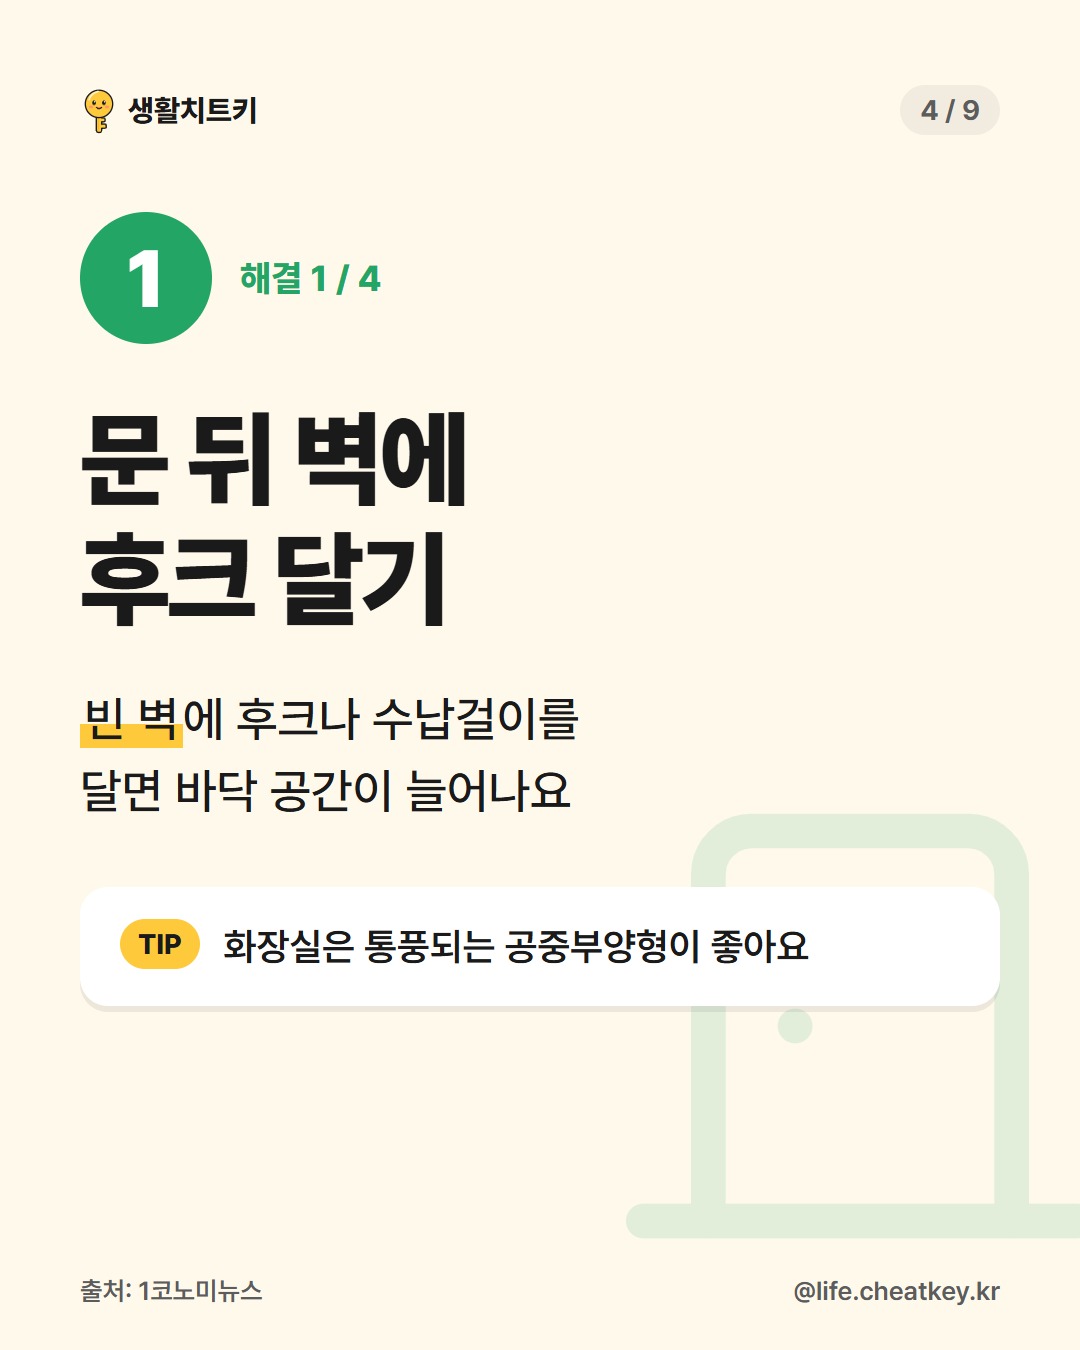 생활치트키
4 / 9
1
해결 1 / 4
문 뒤 벽에
후크 달기
빈 벽에 후크나 수납걸이를
달면 바닥 공간이 늘어나요
TIP 화장실은 통풍되는 공중부양형이 좋아요
출처: 1코노미뉴스
@life.cheatkey.kr